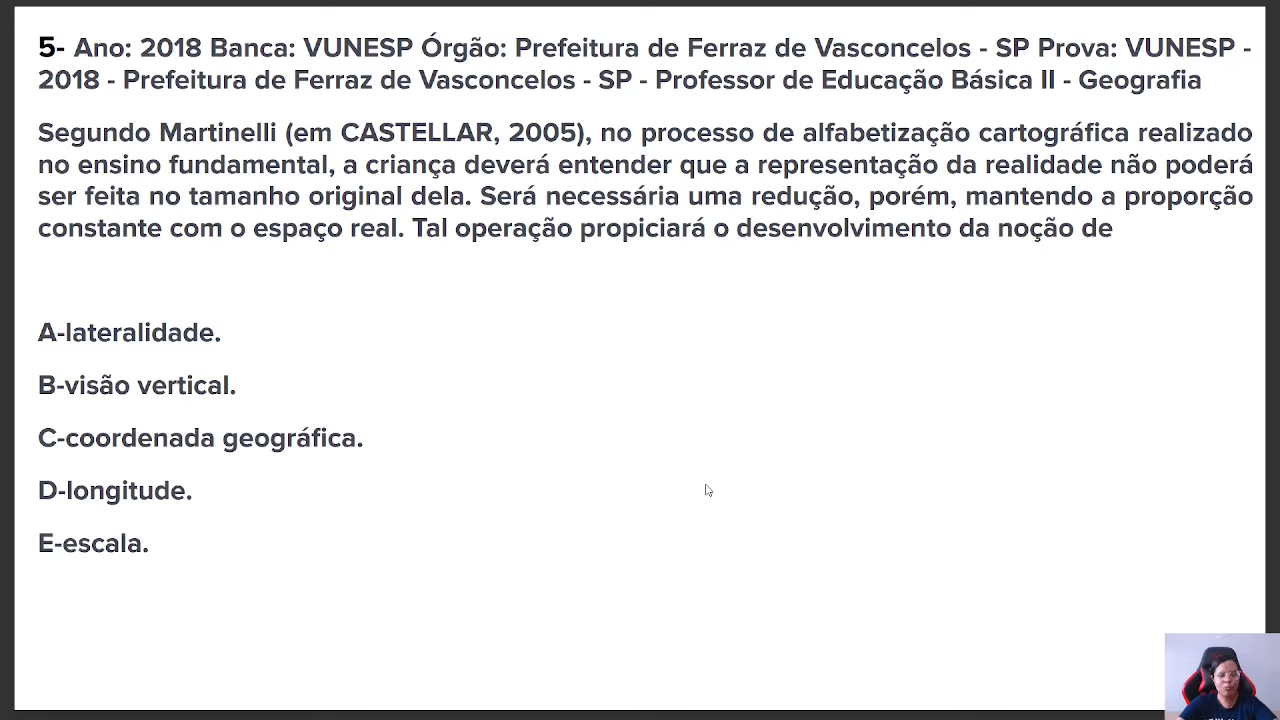 5- Ano: 2018 Banca: VUNESP Órgão: Prefeitura de Ferraz de Vasconcelos - SP Prova: VUNESP -
2018 - Prefeitura de Ferraz de Vasconcelos - SP - Professor de Educação Básica II - Geografia
Segundo Martinelli (em CASTELLAR, 2005), no processo de alfabetização cartográfica realizado
no ensino fundamental, a criança deverá entender que a representação da realidade não poderá
ser feita no tamanho original dela. Será necessária uma redução, porém, mantendo a proporção
constante com o espaço real. Tal operação propiciará o desenvolvimento da noção de
A-lateralidade.
B-visão vertical.
C-coordenada geográfica.
D-longitude.
E-escala.